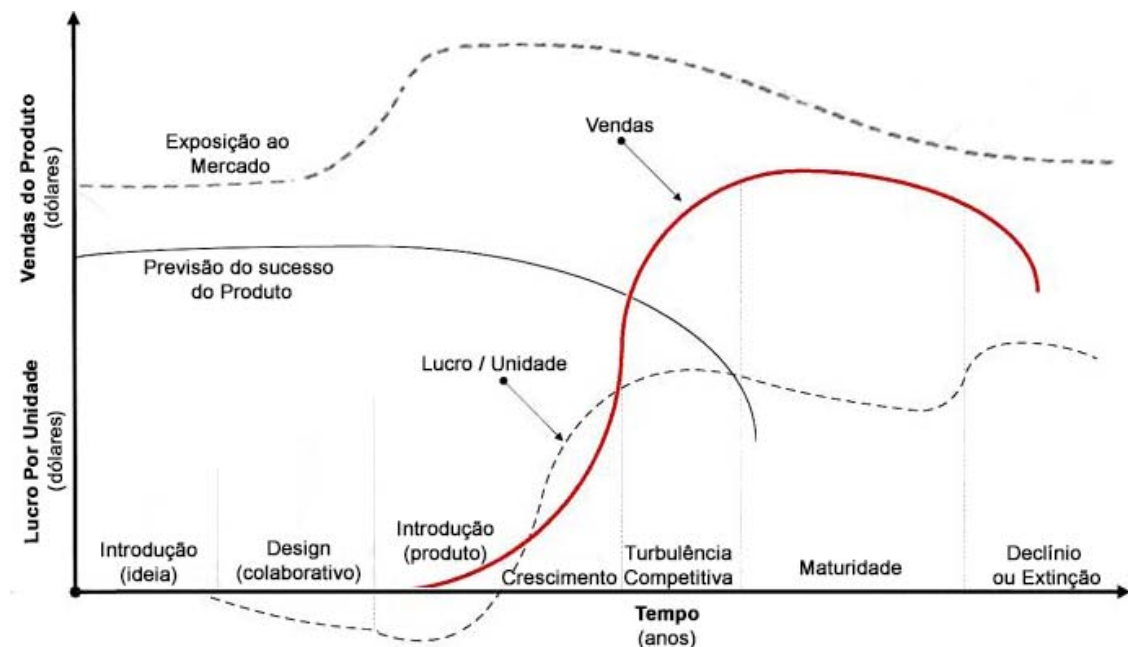 Vendas do Produto
(dólares)
Lucro Por Unidade
(dólares)
Exposição ao
Mercado
Vendas
Previsão do sucesso
do Produto
Lucro / Unidade
Introdução
(ideia)
Design
(colaborativo)
Introdução
(produto)
Crescimento
Turbulência
Competitiva
Maturidade
Declínio
ou Extinção
Tempo
(anos)